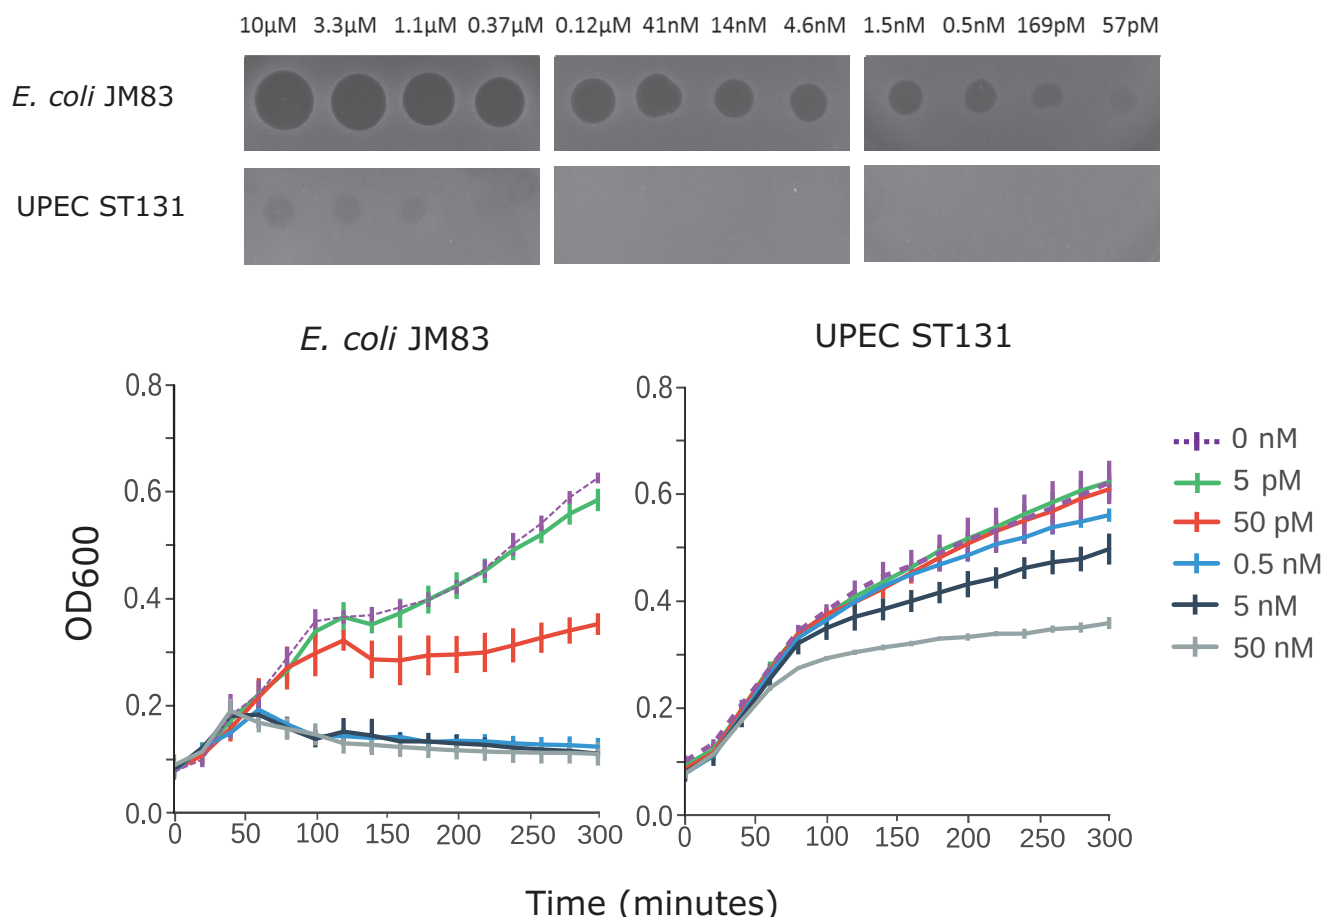 10µM 3.3µM 1.1µM 0.37µM 0.12µM 41nM 14nM 4.6nM 1.5nM 0.5nM 169pM 57pM
E. coli JM83
UPEC ST131
E. coli JM83
UPEC ST131
0.8
0.6
0.4
0.2
0.0
0 50 100 150 200 250 300
OD600
0.8
0.6
0.4
0.2
0.0
0 50 100 150 200 250 300
0 nM
5 pM
50 pM
0.5 nM
5 nM
50 nM
Time (minutes)